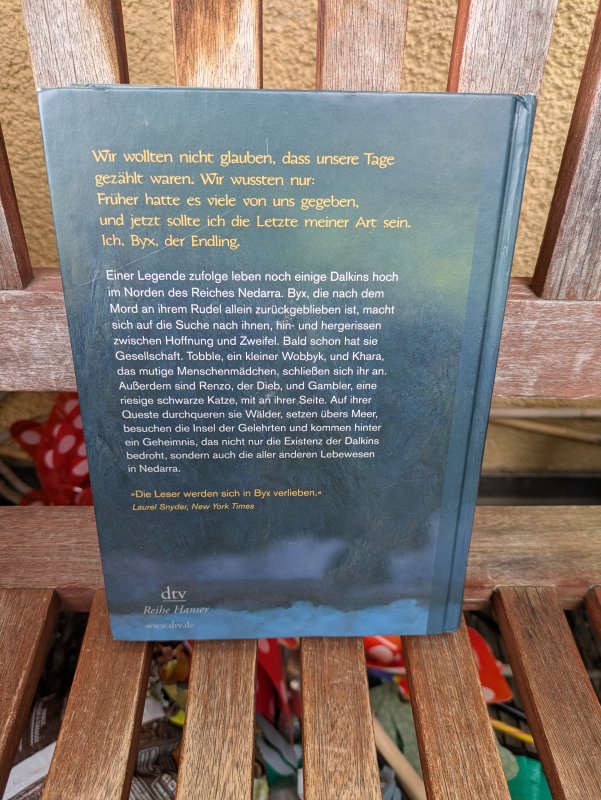 Wir wollten nicht glauben, dass unsere Tage
gezählt waren. Wir wussten nur:
Früher hatte es viele von uns gegeben,
und jetzt sollte ich die Letzte meiner Art sein.
Ich, Byx, der Endling.
Einer Legende zufolge leben noch einige Dalkins hoch
im Norden des Reiches Nedarra. Byx, die nach dem
Mord an ihrem Rudel allein zurückgeblieben ist, macht
sich auf die Suche nach ihnen, hin- und hergerissen
zwischen Hoffnung und Zweifel. Bald schon hat sie
Gesellschaft. Tobble, ein kleiner Wobbyk, und Khara,
das mutige Menschenmädchen, schließen sich ihr an.
Außerdem sind Renzo, der Dieb, und Gambler, eine
riesige schwarze Katze, mit an ihrer Seite. Auf ihrer
Queste durchqueren sie Wälder, setzen übers Meer,
besuchen die Insel der Gelehrten und kommen hinter
ein Geheimnis, das nicht nur die Existenz der Dalkins
bedroht, sondern auch die aller anderen Lebewesen
in Nedarra.
»Die Leser werden sich in Byx verlieben.«
Laurel Snyder, New York Times
dtv
Reihe Hanser
www.dtv.de